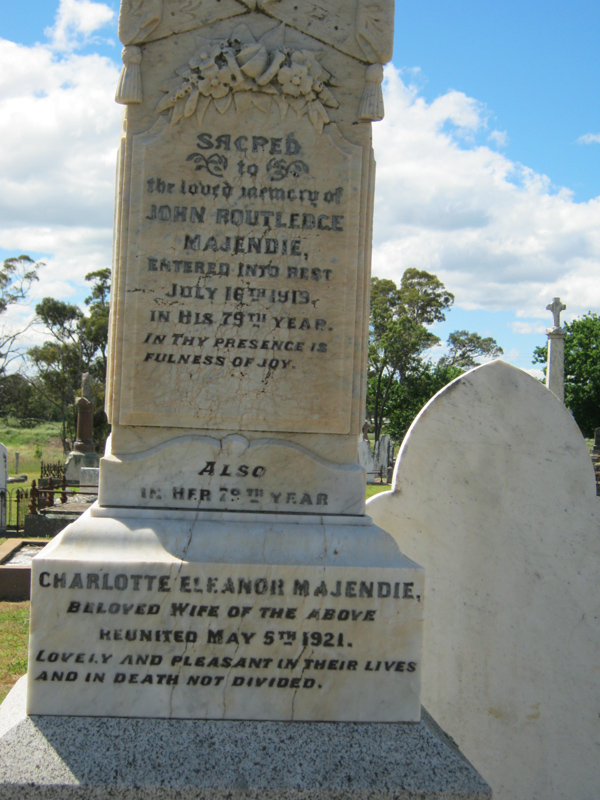 SACRED
to
the loved memory of
JOHN ROUTLEDGE
MAJENDIE,
ENTERED INTO REST
JULY 16TH 1913.
IN HIS 79TH YEAR.
IN THY PRESENCE IS
FULNESS OF JOY.
ALSO
IN HER 79TH YEAR
CHARLOTTE ELEANOR MAJENDIE,
BELOVED WIFE OF THE ABOVE
REUNITED MAY 5TH 1921.
LOVELY AND PLEASANT IN THEIR LIVES
AND IN DEATH NOT DIVIDED.